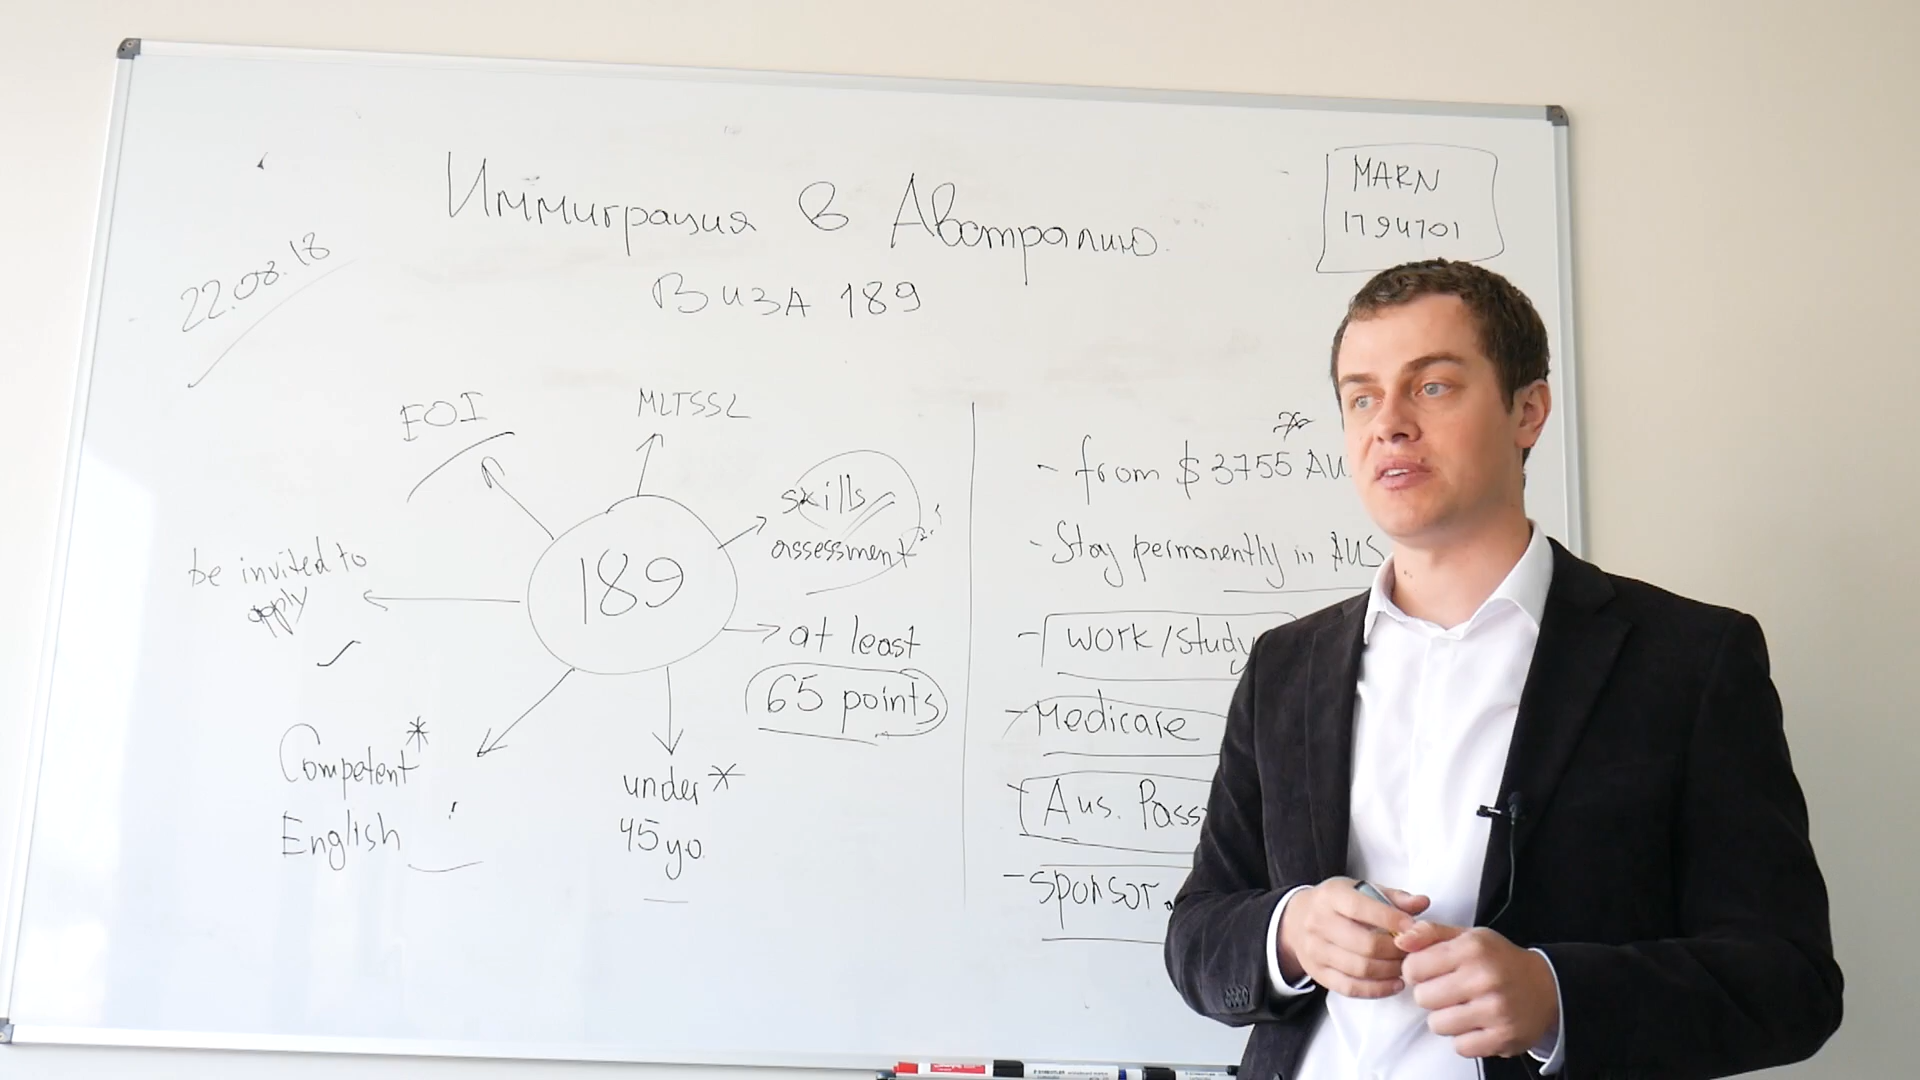 Иммиграция в Австралию.
ВИЗА 189
MARN
1794701
22.08.18
EOI
MLTSSL
skills
assessment
189
be invited to
apply
at least
65 points
Competent*
English
under*
45 yo.
- from $3755 AU
- Stay permanently in AUS
- work/study
- Medicare
- Aus. Pass
- sponsor